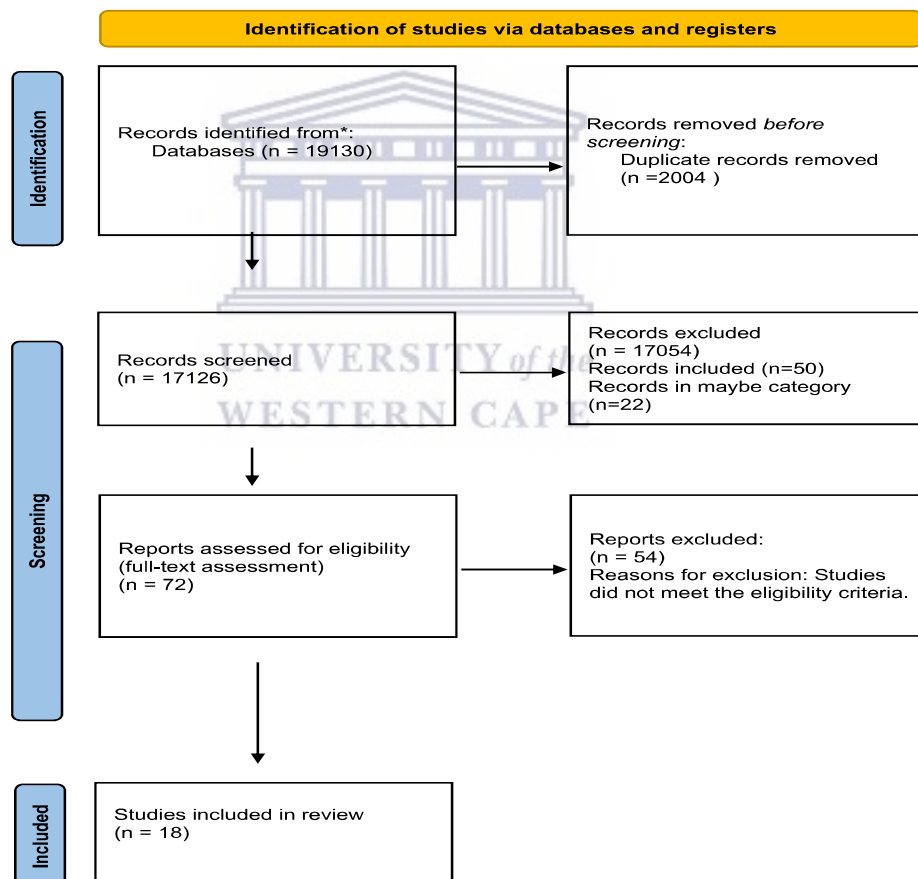 Identification of studies via databases and registers
Identification
Records identified from*:
Databases (n = 19130)
Records removed before
screening:
Duplicate records removed
(n =2004 )
UNIVERSITY of the
WESTERN CAPE
Screening
Records screened
(n = 17126)
Records excluded
(n = 17054)
Records included (n=50)
Records in maybe category
(n=22)
Reports assessed for eligibility
(full-text assessment)
(n = 72)
Reports excluded:
(n = 54)
Reasons for exclusion: Studies
did not meet the eligibility criteria.
Included
Studies included in review
(n = 18)